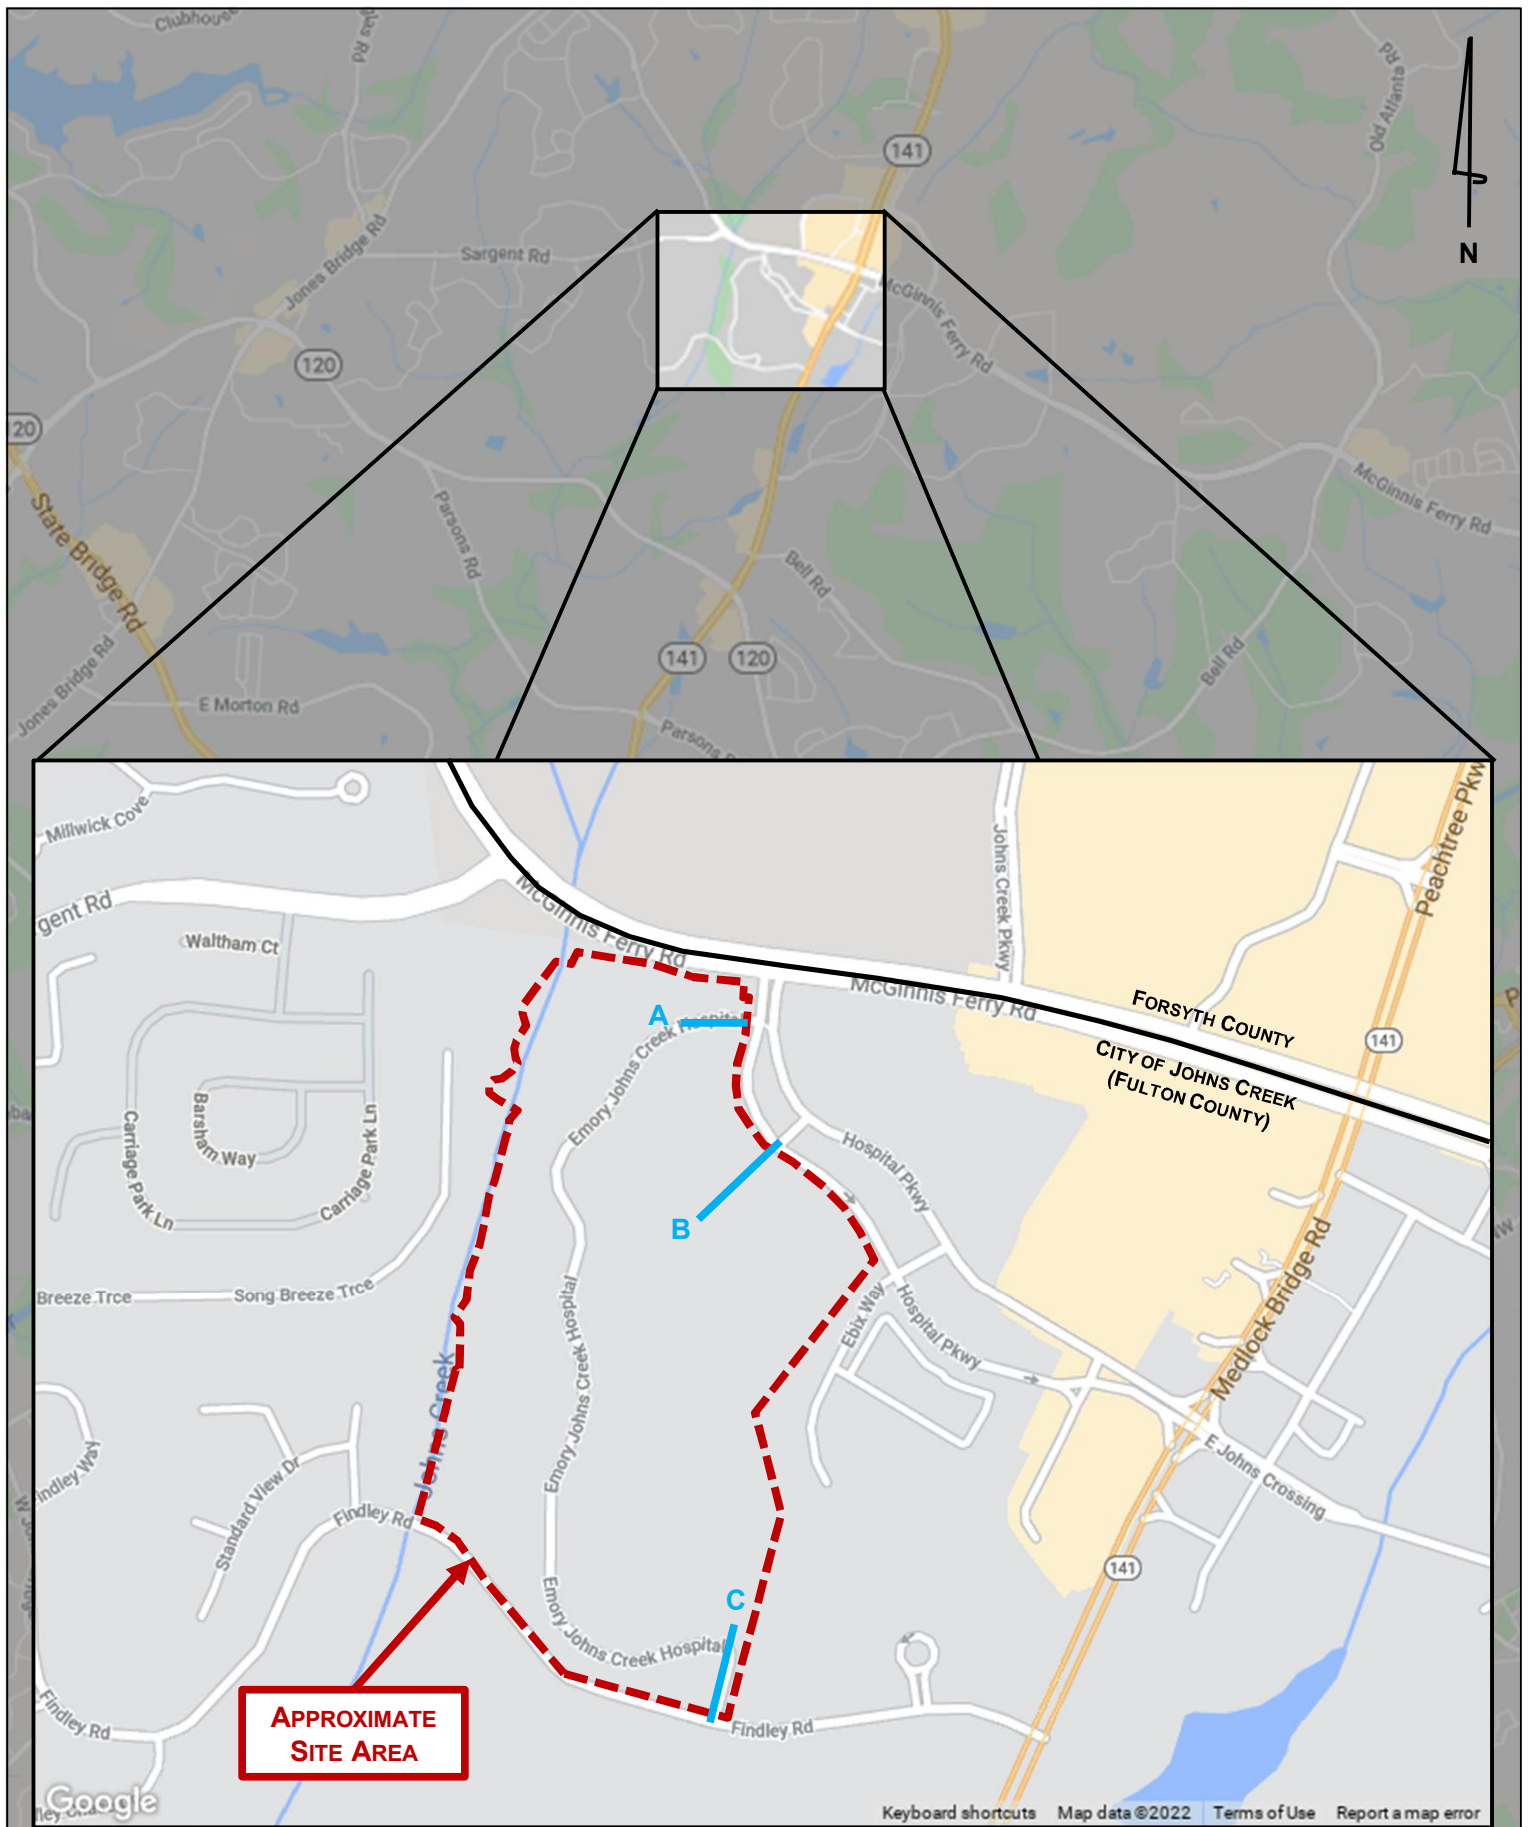 Clubhouse
Old Atlanta Rd
141
N
Sargent Rd
Jones Bridge Rd
McGinnis Ferry Rd
120
120
McGinnis Ferry Rd
State Bridge Rd
Parsons Rd
Bell Rd
141
120
Bell Rd
Jones Bridge Rd
E Morton Rd
Parsons
Peachtree Pkw
Millwick Cove
Johns Creek Pkwy
gent Rd
McGinnis Ferry Rd
Waltham Ct
McGinnis Ferry Rd
FORSYTH COUNTY
A
Emory Johns Creek Hospital
141
CITY OF JOHNS CREEK
(FULTON COUNTY)
Carriage Park Ln
Barsham Way
Carriage Park Ln
Hospital Pkwy
B
Breeze Trce
Song Breeze Trce
Emory Johns Creek Hospital
Ebix Way
Hospital Pkwy
Medlock Bridge Rd
Johns Creek
indley Way
Standard View Dr
Findley Rd
E Johns Crossing
141
C
Emory Johns Creek Hospital
Findley Rd
APPROXIMATE
SITE AREA
Findley Rd
Google
Keyboard shortcuts Map data ©2022 Terms of Use Report a map error